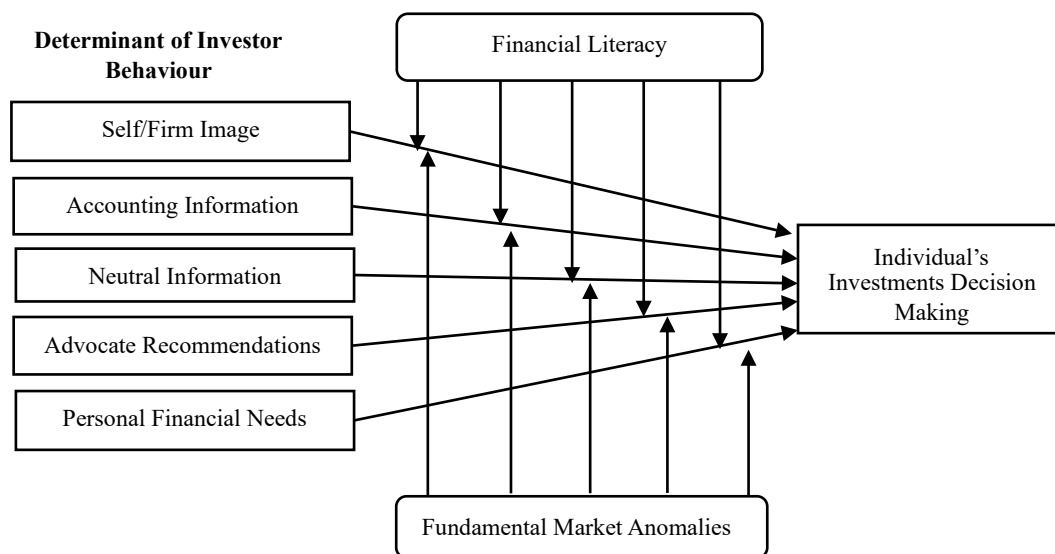 Determinant of Investor
Behaviour
Financial Literacy
Self/Firm Image
Accounting Information
Neutral Information
Advocate Recommendations
Personal Financial Needs
Individual’s
Investments Decision
Making
Fundamental Market Anomalies